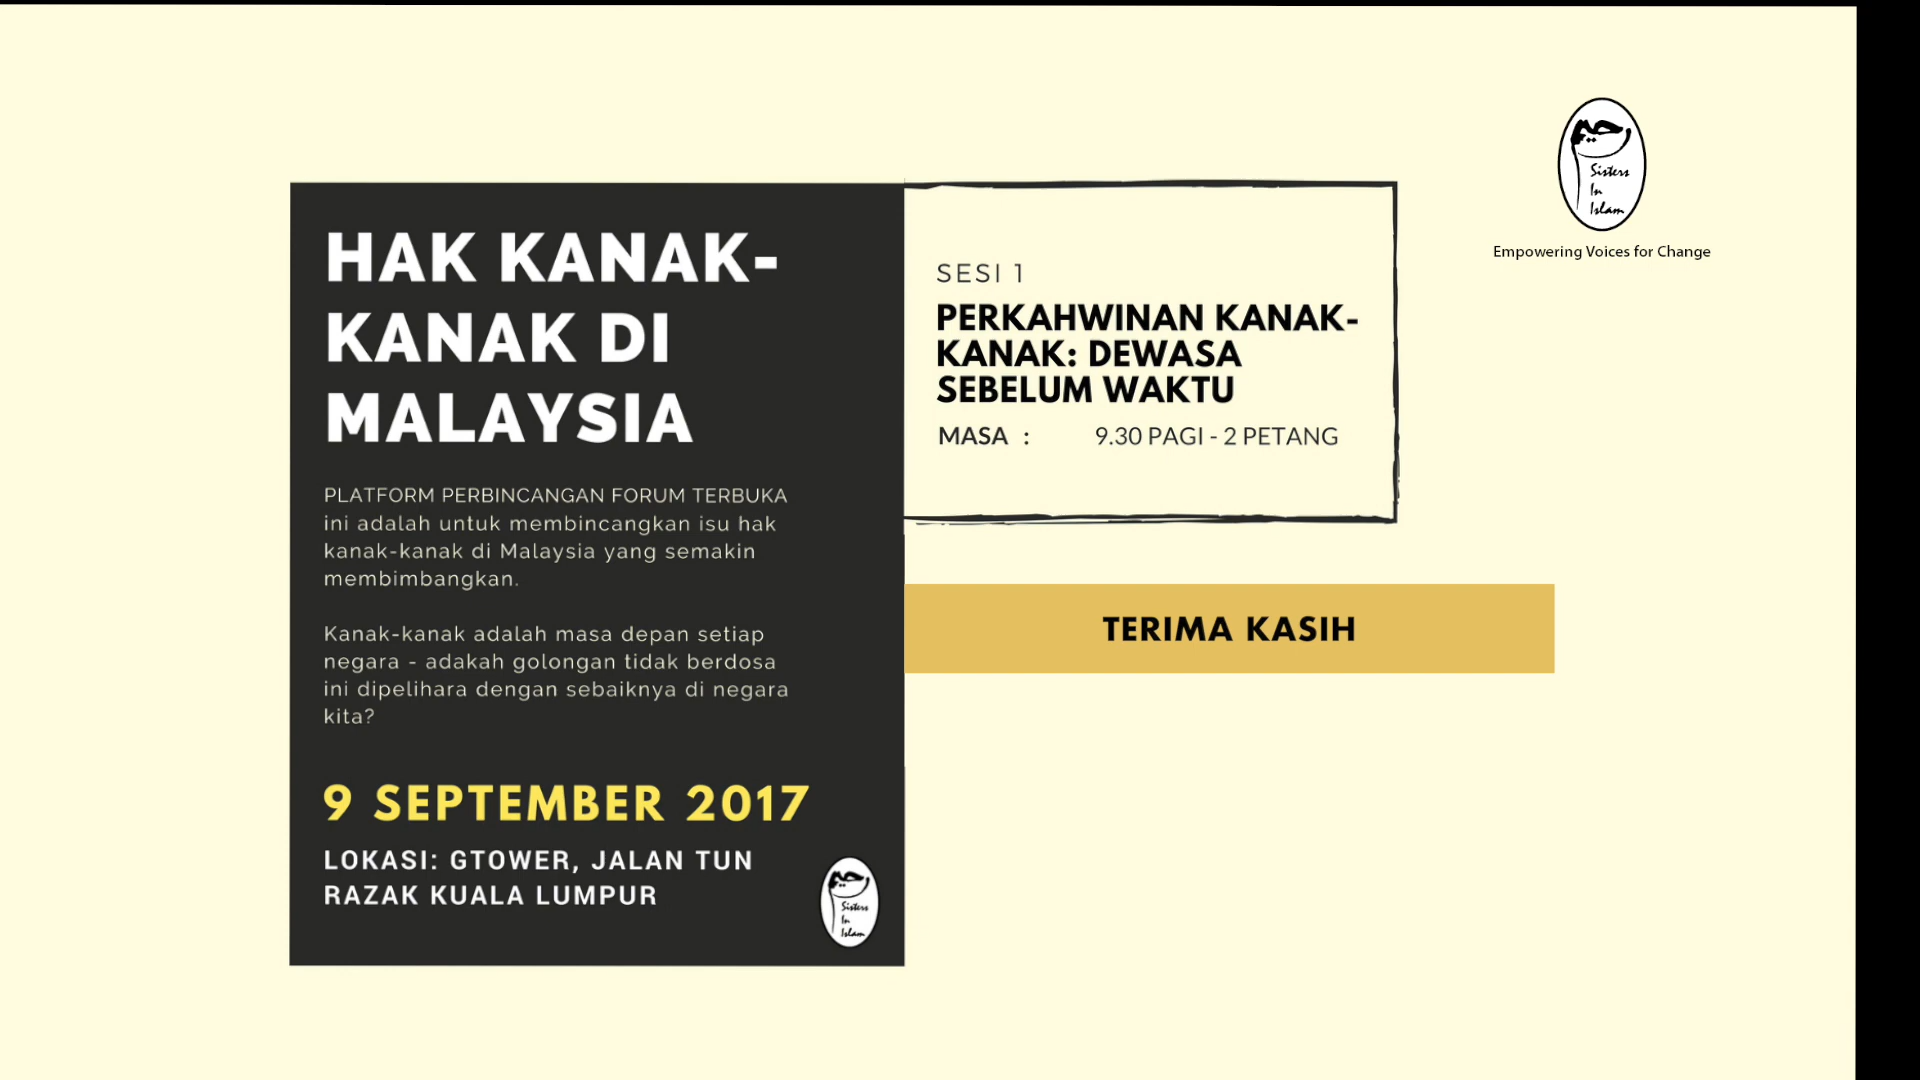 HAK KANAK-
KANAK DI
MALAYSIA
PLATFORM PERBINCANGAN FORUM TERBUKA
ini adalah untuk membincangkan isu hak
kanak-kanak di Malaysia yang semakin
membimbangkan.
Kanak-kanak adalah masa depan setiap
negara - adakah golongan tidak berdosa
ini dipelihara dengan sebaiknya di negara
kita?
9 SEPTEMBER 2017
LOKASI: GTOWER, JALAN TUN
RAZAK KUALA LUMPUR
Sisters
In
Islam
SESI 1
PERKAHWINAN KANAK-
KANAK: DEWASA
SEBELUM WAKTU
MASA : 9.30 PAGI - 2 PETANG
TERIMA KASIH
Sisters
In
Islam
Empowering Voices for Change